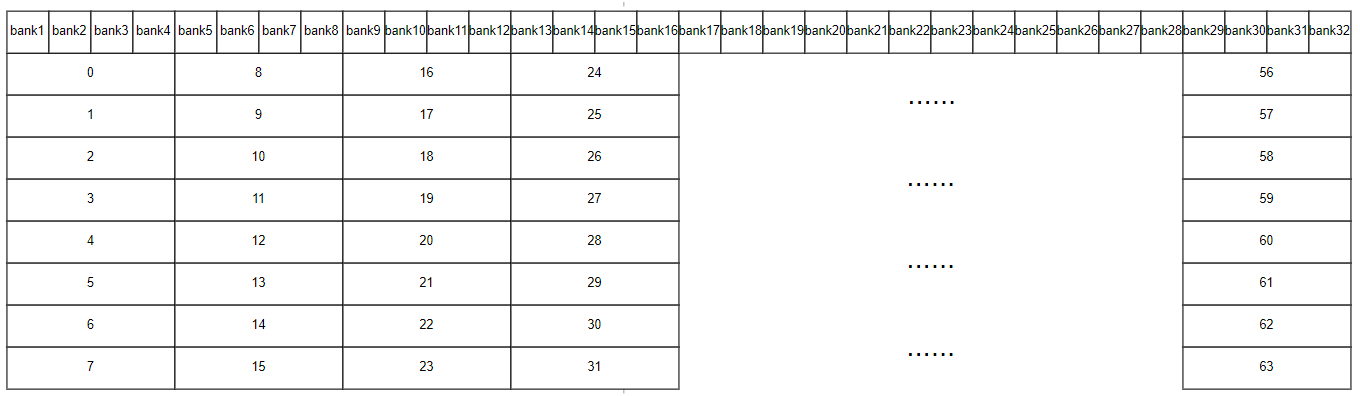 bank1 bank2 bank3 bank4 bank5 bank6 bank7 bank8 bank9 bank10 bank11 bank12 bank13 bank14 bank15 bank16 bank17 bank18 bank19 bank20 bank21 bank22 bank23 bank24 bank25 bank26 bank27 bank28 bank29 bank30 bank31 bank32
0 8 16 24 ...... 56
1 9 17 25 57
2 10 18 26 ...... 58
3 11 19 27 59
4 12 20 28 ...... 60
5 13 21 29 61
6 14 22 30 ...... 62
7 15 23 31 63